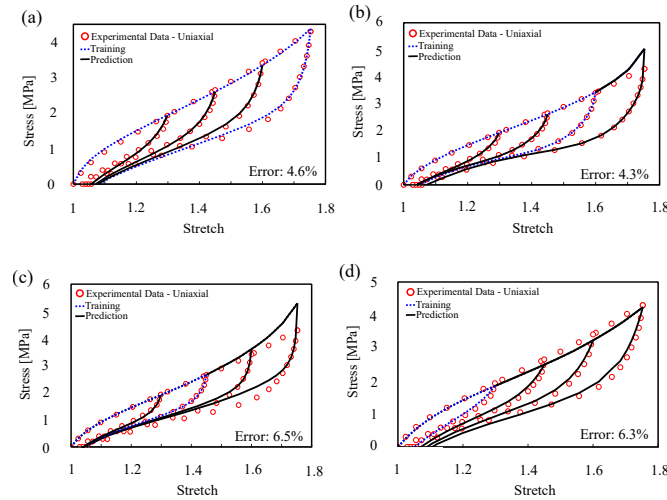 (a)
Experimental Data - Uniaxial
Training
Prediction
Stress [MPa]
4
3
2
1
0
Error: 4.6%
1 1.2 1.4 1.6 1.8
Stretch
(b)
Experimental Data - Uniaxial
Training
Prediction
Stress [MPa]
6
5
4
3
2
1
0
Error: 4.3%
1 1.2 1.4 1.6 1.8
Stretch
(c)
Experimental Data - Uniaxial
Training
Prediction
Stress [MPa]
6
5
4
3
2
1
0
Error: 6.5%
1 1.2 1.4 1.6 1.8
Stretch
(d)
Experimental Data - Uniaxial
Training
Prediction
Stress [MPa]
5
4
3
2
1
0
Error: 6.3%
1 1.2 1.4 1.6 1.8
Stretch